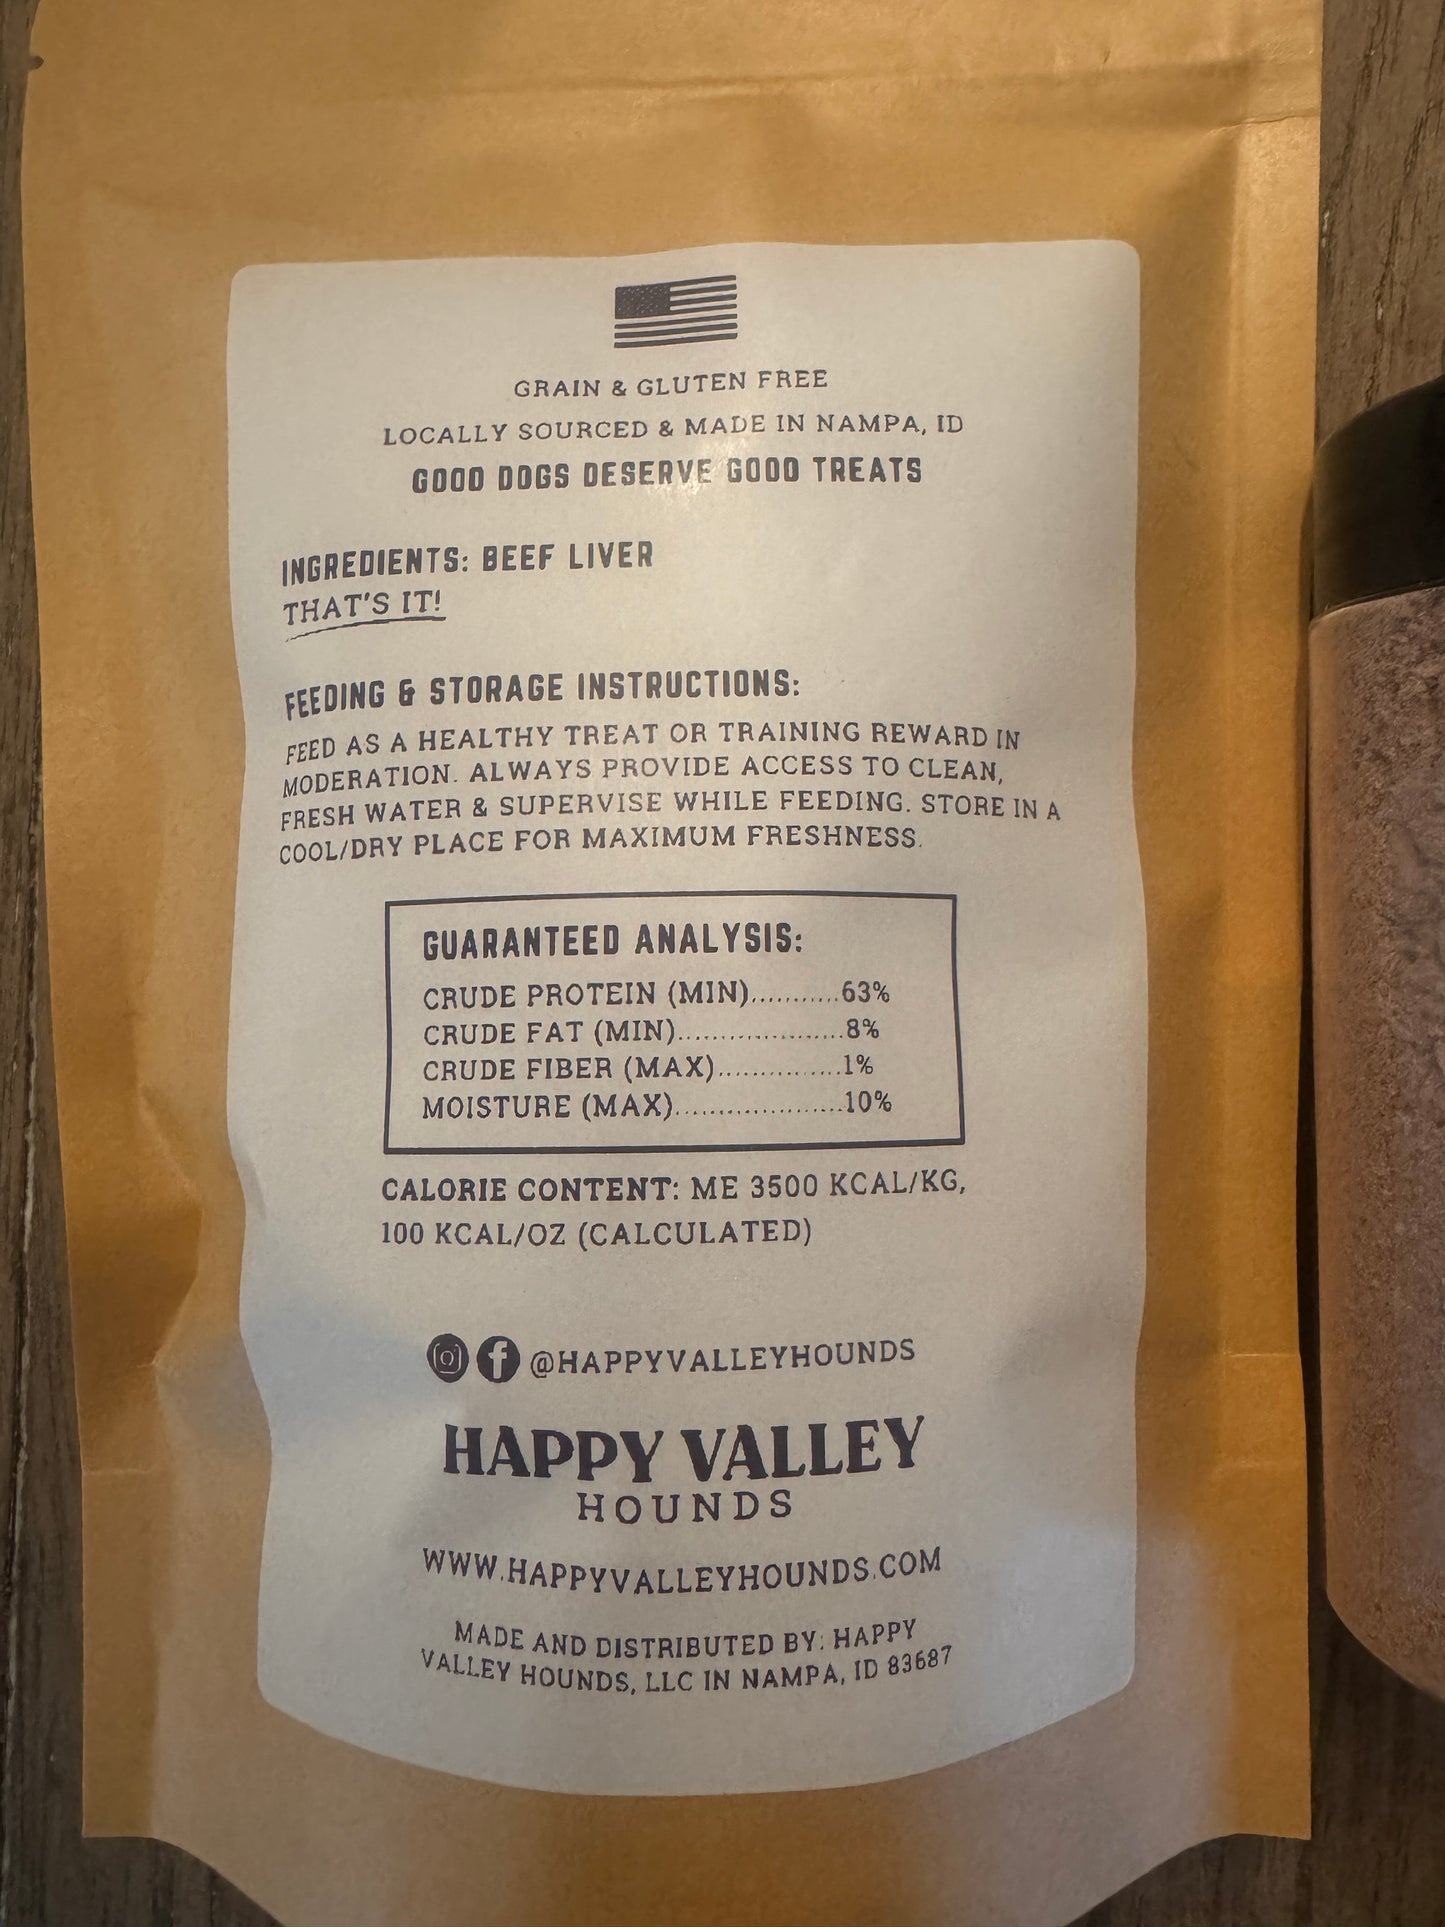 GRAIN & GLUTEN FREE
LOCALLY SOURCED & MADE IN NAMPA, ID
GOOD DOGS DESERVE GOOD TREATS
INGREDIENTS: BEEF LIVER
THAT'S IT!
FEEDING & STORAGE INSTRUCTIONS:
FEED AS A HEALTHY TREAT OR TRAINING REWARD IN
MODERATION. ALWAYS PROVIDE ACCESS TO CLEAN,
FRESH WATER & SUPERVISE WHILE FEEDING. STORE IN A
COOL/DRY PLACE FOR MAXIMUM FRESHNESS.
GUARANTEED ANALYSIS:
CRUDE PROTEIN (MIN)...........63%
CRUDE FAT (MIN).....................8%
CRUDE FIBER (MAX)...............1%
MOISTURE (MAX).....................10%
CALORIE CONTENT: ME 3500 KCAL/KG,
100 KCAL/OZ (CALCULATED)
@HAPPYVALLEYHOUNDS
HAPPY VALLEY
HOUNDS
WWW.HAPPYVALLEYHOUNDS.COM
MADE AND DISTRIBUTED BY: HAPPY
VALLEY HOUNDS, LLC IN NAMPA, ID 83687